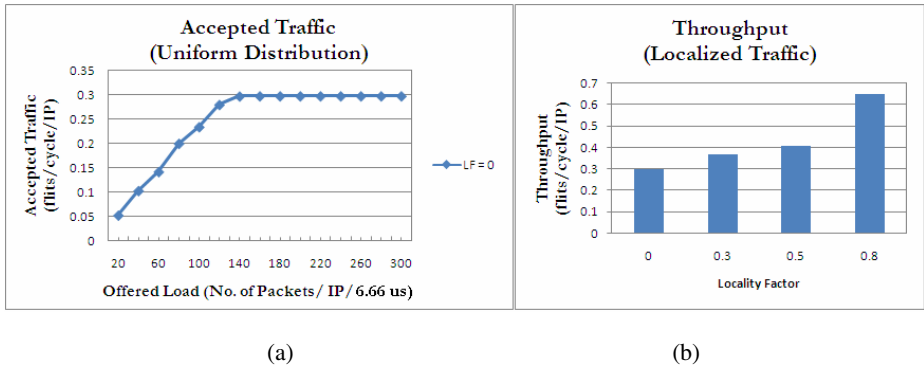 Accepted Traffic
(Uniform Distribution)
Accepted Traffic
(flits/cycle/IP)
0.35
0.3
0.25
0.2
0.15
0.1
0.05
0
20 60 100 140 180 220 260 300
Offered Load (No. of Packets/ IP/6.66 us)
LF = 0
Throughput
(Localized Traffic)
Throughput
(flits/cycle/IP)
0.7
0.6
0.5
0.4
0.3
0.2
0.1
0
0 0.3 0.5 0.8
Locality Factor
(a)
(b)